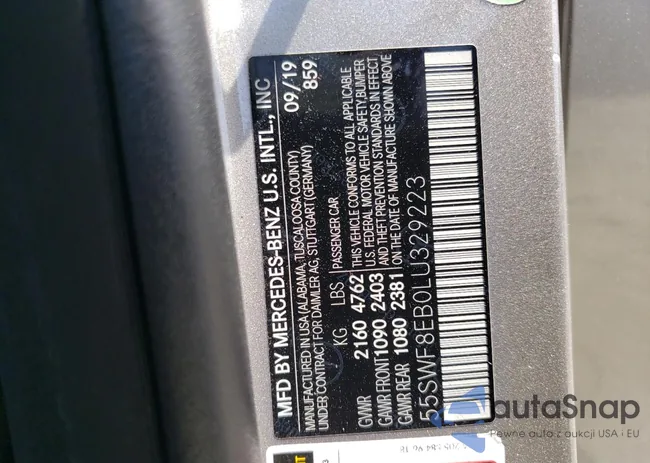 MFD BY MERCEDES-BENZ U.S. INTL., INC
MANUFACTURED IN USA (ALABAMA, TUSCALOOSA COUNTY) 09/19
UNDER CONTRACT FOR DAIMLER AG, STUTTGART(GERMANY) 859
KG LBS PASSENGER CAR
GVWR 2160 4762 THIS VEHICLE CONFORMS TO ALL APPLICABLE
U.S. FEDERAL MOTOR VEHICLE SAFETY,BUMPER
GAWR FRONT 1090 2403 AND THEFT PREVENTION STANDARDS IN EFFECT
GAWR REAR 1080 2381 ON THE DATE OF MANUFACTURE SHOWN ABOVE
55SWF8EB0LU329223
autaSnap
Pewne auto z aukcji USA i EU